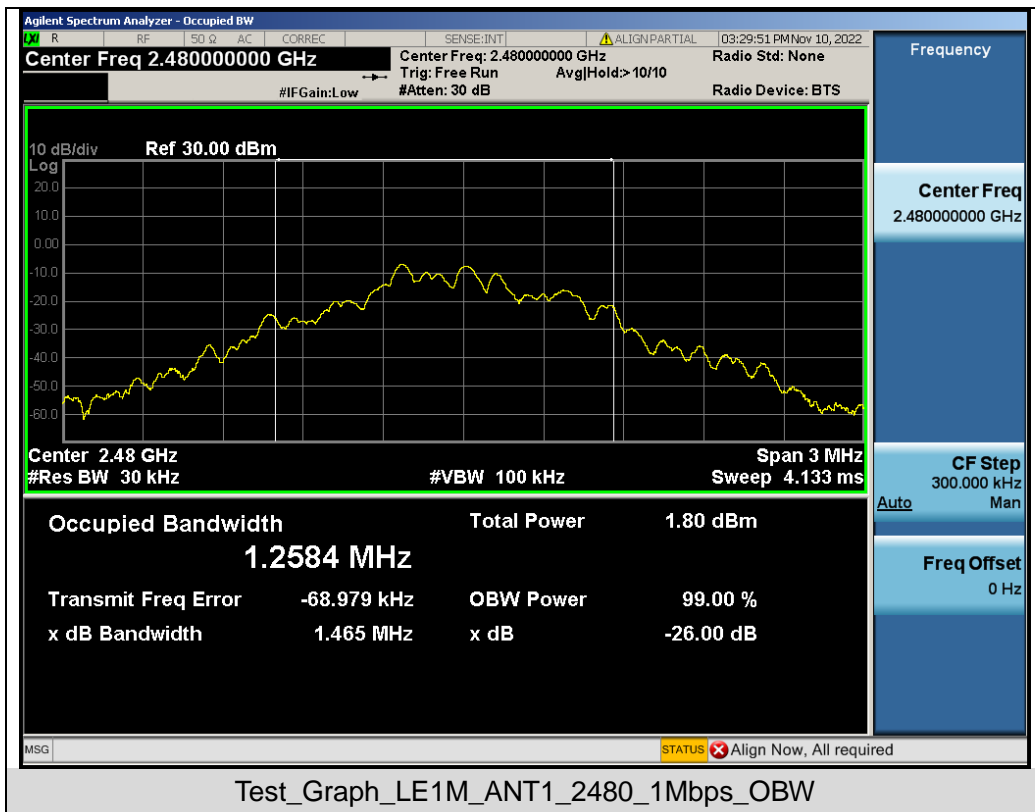 Agilent Spectrum Analyzer - Occupied BW
LXI R RF 50 Ω AC CORREC SENSE:INT ALIGN PARTIAL 03:29:51 PM Nov 10, 2022
Center Freq 2.480000000 GHz
Center Freq: 2.480000000 GHz
Radio Std: None
Trig: Free Run Avg|Hold:>10/10
#IFGain:Low
#Atten: 30 dB
Radio Device: BTS
Frequency
10 dB/div Ref 30.00 dBm
Log
20.0
10.0
0.00
-10.0
-20.0
-30.0
-40.0
-50.0
-60.0
Center 2.48 GHz Span 3 MHz
#Res BW 30 kHz #VBW 100 kHz Sweep 4.133 ms
Center Freq
2.480000000 GHz
CF Step
300.000 kHz
Auto Man
Freq Offset
0 Hz
Occupied Bandwidth Total Power 1.80 dBm
1.2584 MHz
Transmit Freq Error -68.979 kHz OBW Power 99.00 %
x dB Bandwidth 1.465 MHz x dB -26.00 dB
MSG STATUS Align Now, All required
Test_Graph_LE1M_ANT1_2480_1Mbps_OBW